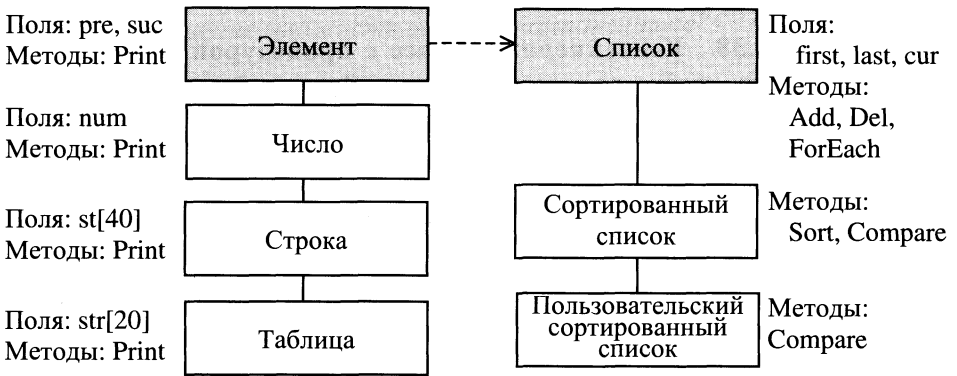 Поля: pre, suc
Методы: Print
Элемент
Список
Поля:
first, last, cur
Методы:
Add, Del,
ForEach
Поля: num
Методы: Print
Число
Поля: st[40]
Методы: Print
Строка
Сортированный
список
Методы:
Sort, Compare
Поля: str[20]
Методы: Print
Таблица
Пользовательский
сортированный
список
Методы:
Compare